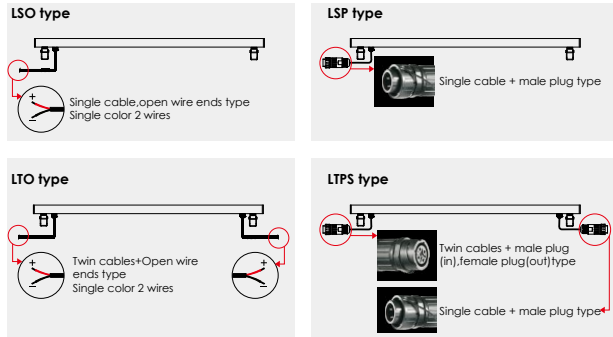 LSO type
+
–
Single cable,open wire ends type
Single color 2 wires
LSP type
Single cable + male plug type
LTO type
+
–
Twin cables+Open wire
ends type
Single color 2 wires
+
–
LTPS type
Twin cables + male plug
(in),female plug(out)type
Single cable + male plug type